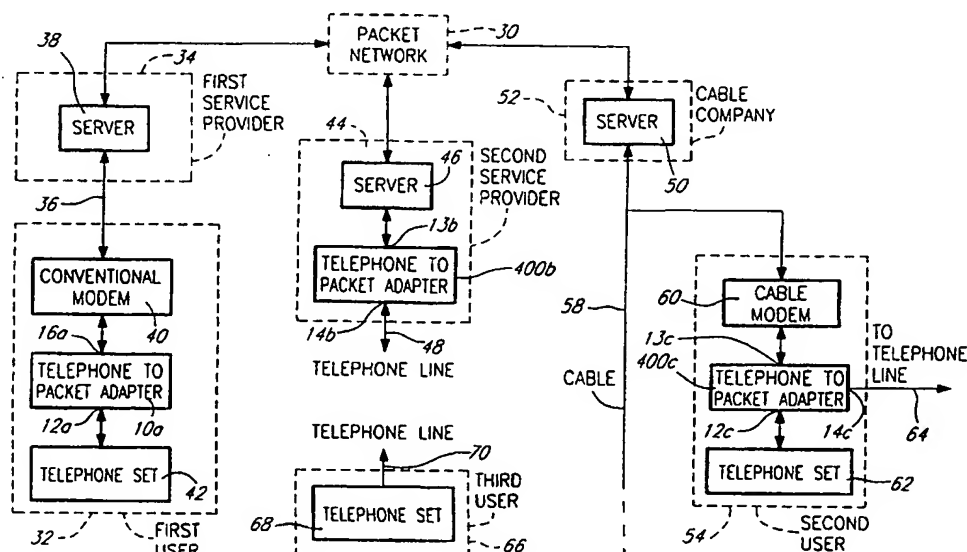 PACKET
NETWORK
30
38
34
FIRST
SERVICE
PROVIDER
SERVER
36
CONVENTIONAL
MODEM
16a
40
TELEPHONE TO
PACKET ADAPTER
12a
10a
TELEPHONE SET
42
32
FIRST
USER
44
SERVER
46
SECOND
SERVICE
PROVIDER
13b
TELEPHONE TO
PACKET ADAPTER
400b
14b
48
TELEPHONE LINE
TELEPHONE LINE
70
68
TELEPHONE SET
THIRD
USER
66
52
SERVER
CABLE
COMPANY
50
58
CABLE
60
CABLE
MODEM
13c
400c
TELEPHONE TO
PACKET ADAPTER
TO
TELEPHONE
LINE
12c
14c
64
TELEPHONE SET
62
54
SECOND
USER